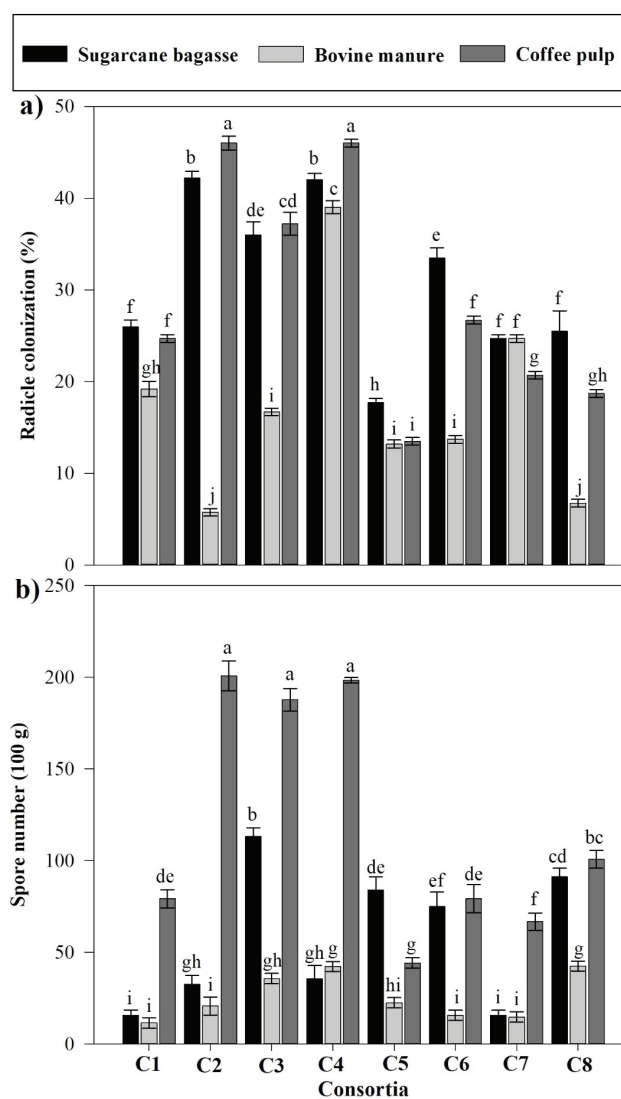 Sugarcane bagasse Bovine manure Coffee pulp
a)
50
40
30
20
10
0
Radicle colonization (%)
f gh f
b j a
de i cd
b c a
h i i
e i f
f f g
f j gh
b)
250
200
150
100
50
0
Spore number (100 g)
i i de
gh i a
b gh a
gh g a
de hi g
ef i de
i i f
cd g bc
C1 C2 C3 C4 C5 C6 C7 C8
Consortia